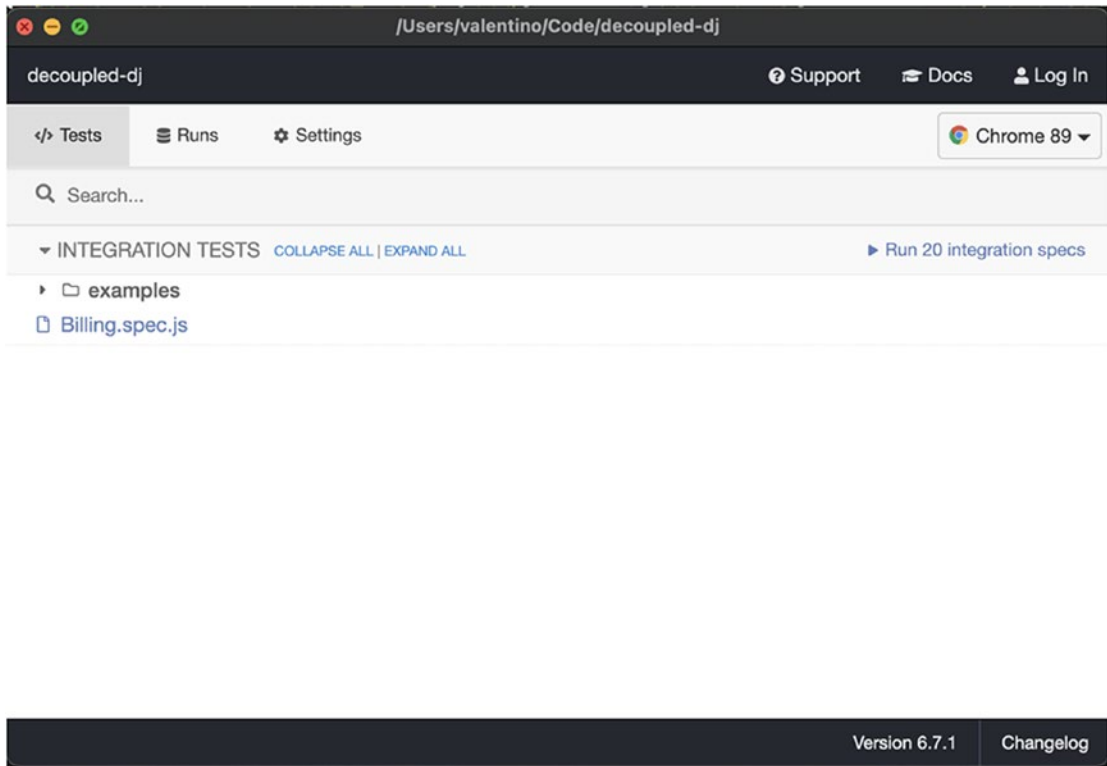 /Users/valentino/Code/decoupled-dj
decoupled-dj Support Docs Log In
Tests Runs Settings Chrome 89
Search...
INTEGRATION TESTS COLLAPSE ALL | EXPAND ALL Run 20 integration specs
examples
Billing.spec.js
Version 6.7.1 Changelog